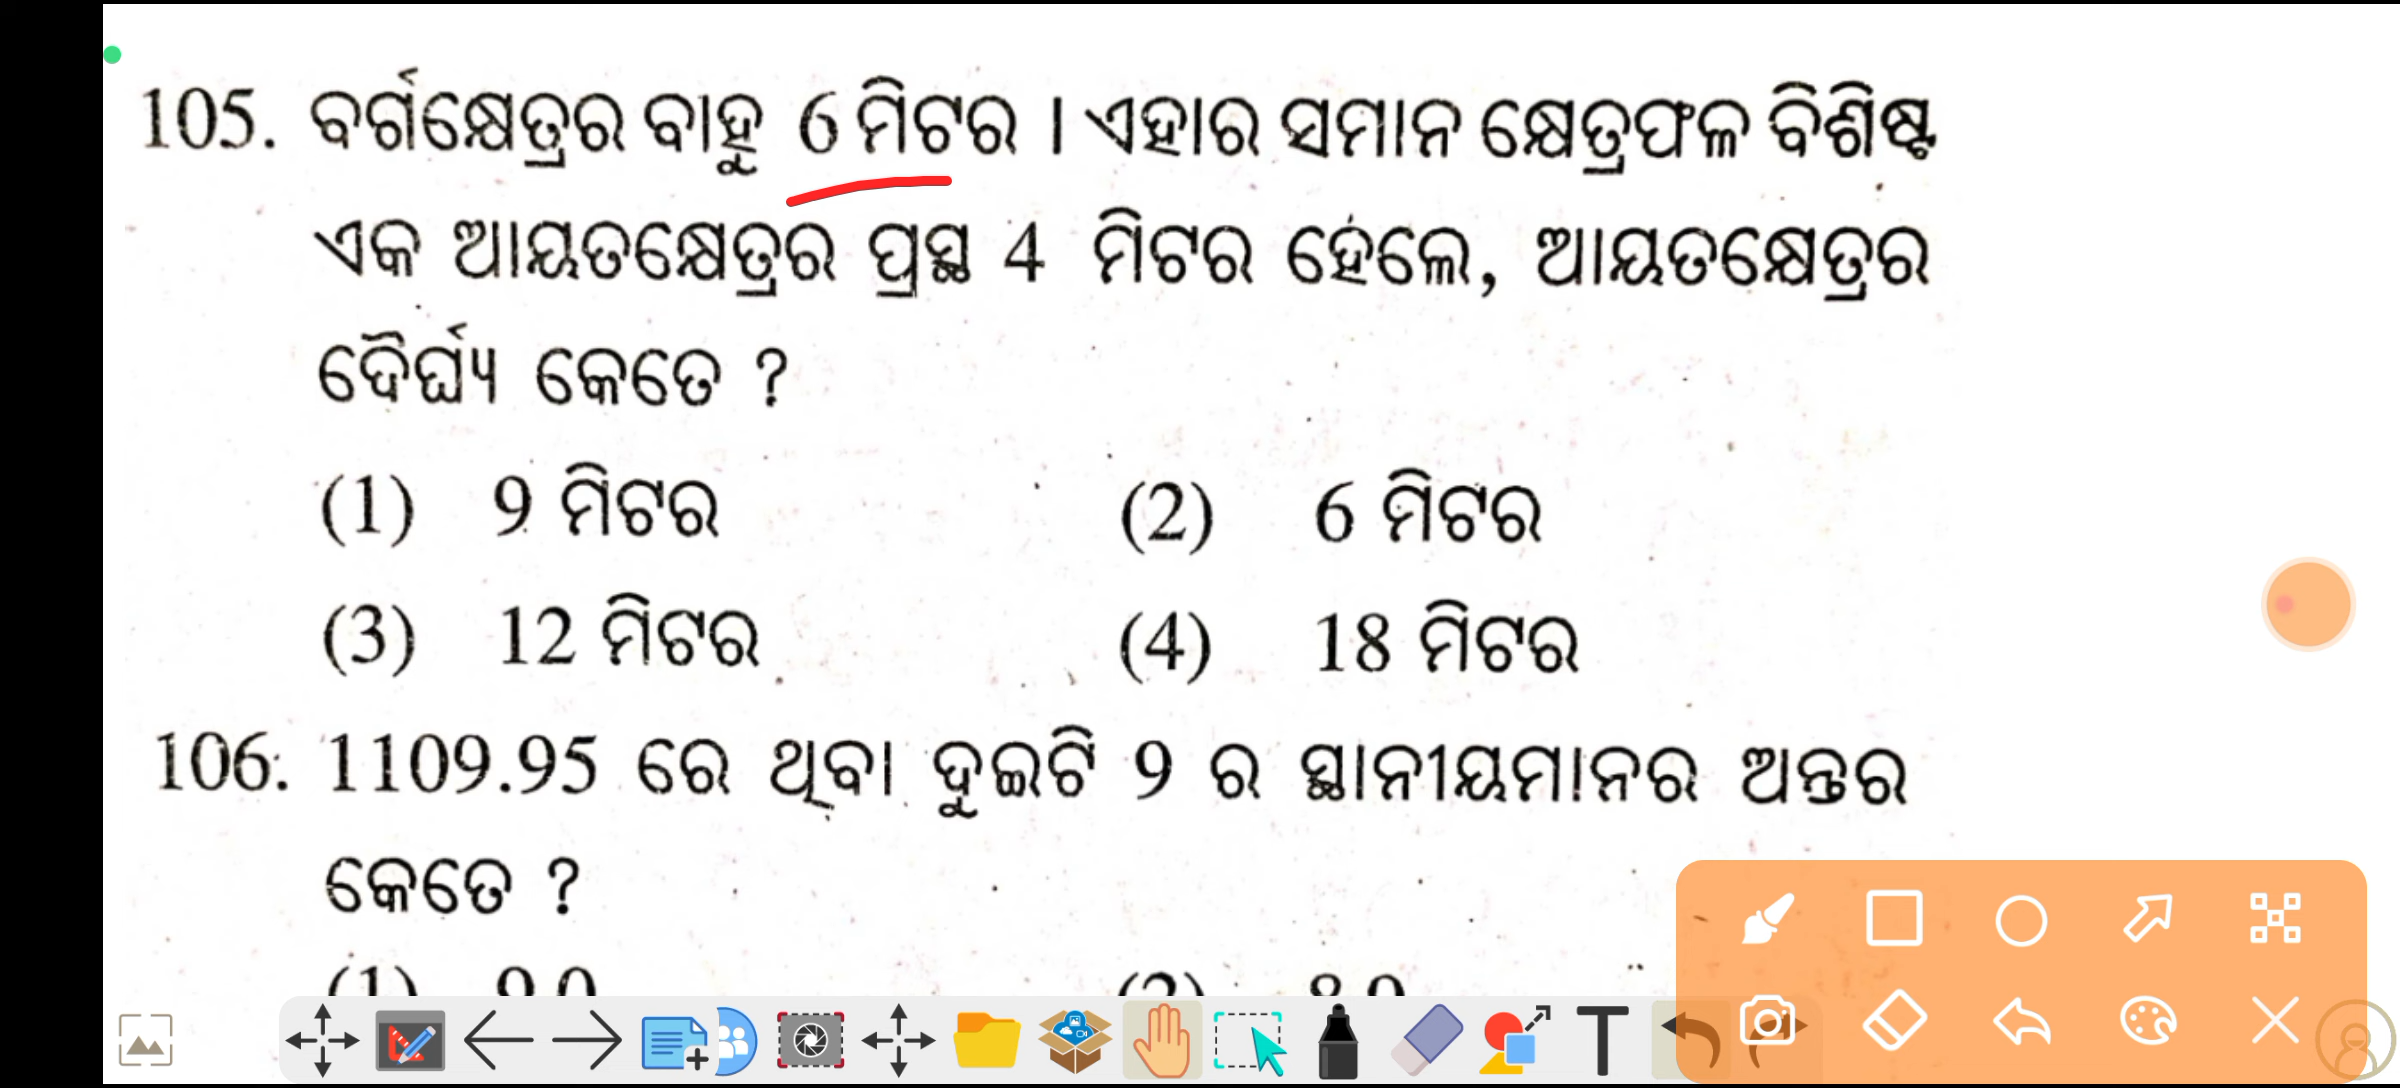 105. ବର୍ଗକ୍ଷେତ୍ରର ବାହୁ 6 ମିଟର । ଏହାର ସମାନ କ୍ଷେତ୍ରଫଳ ବିଶିଷ୍ଟ
ଏକ ଆୟତକ୍ଷେତ୍ରର ପ୍ରସ୍ଥ 4 ମିଟର ହେଲେ, ଆୟତକ୍ଷେତ୍ରର
ଦୈର୍ଘ୍ୟ କେତେ ?
(1) 9 ମିଟର (2) 6 ମିଟର
(3) 12 ମିଟର (4) 18 ମିଟର
106. 1109.95 ରେ ଥିବା ଦୁଇଟି 9 ର ସ୍ଥାନୀୟମାନର ଅନ୍ତର
କେତେ ?